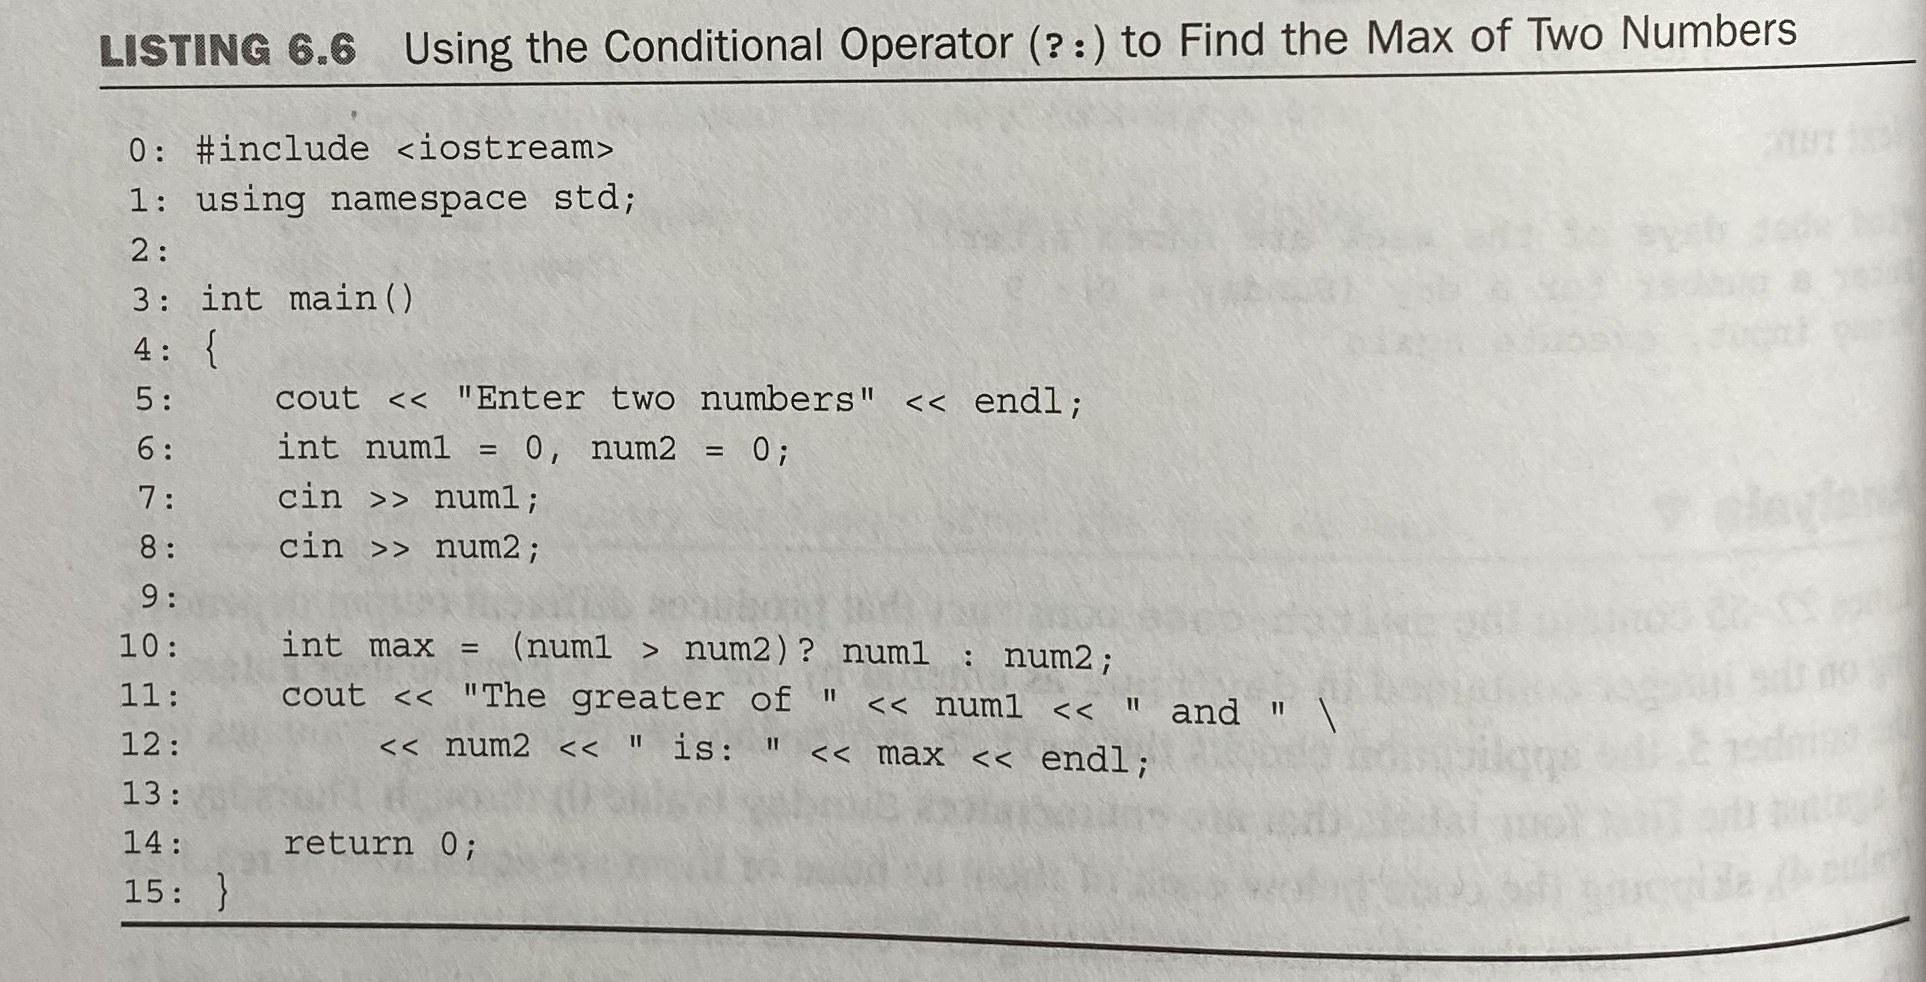 LISTING 6.6 Using the Conditional Operator (?:) to Find the Max of Two Numbers
0: #include <iostream>
1: using namespace std;
2:
3: int main()
4: {
5: cout << "Enter two numbers" << endl;
6: int num1 = 0, num2 = 0;
7: cin >> num1;
8: cin >> num2;
9:
10: int max = (num1 > num2)? num1 : num2;
11: cout << "The greater of " << num1 << " and " \
12: << num2 << " is: " << max << endl;
13:
14: return 0;
15: }